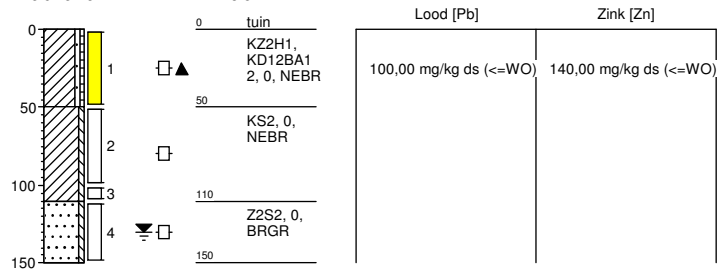 Lood [Pb]
Zink [Zn]
0
0
tuin
KZ2H1,
KD12BA1
2, 0, NEBR
1
100,00 mg/kg ds (<=WO)
140,00 mg/kg ds (<=WO)
50
50
KS2, 0,
NEBR
2
100
3
110
Z2S2, 0,
BRGR
4
150
150